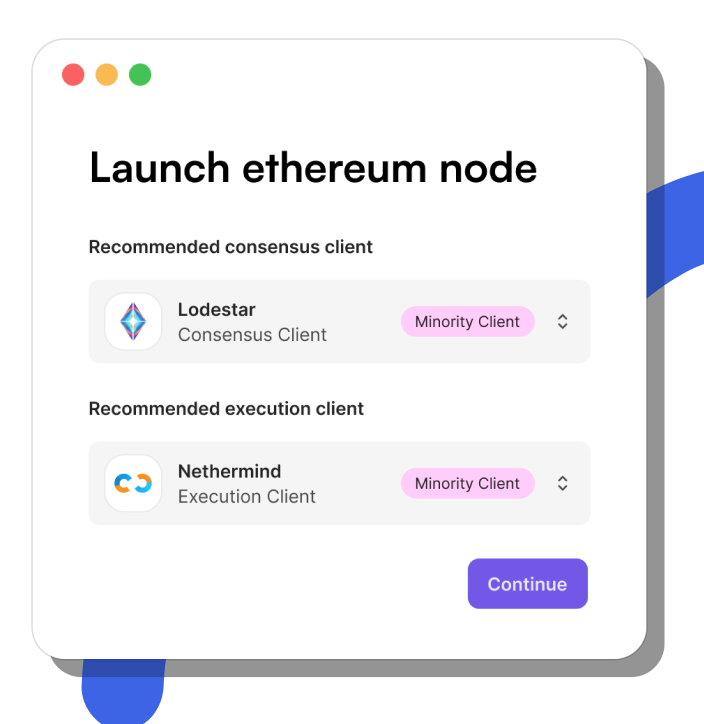 Launch ethereum node
Recommended consensus client
Lodestar
Consensus Client
Minority Client
Recommended execution client
Nethermind
Execution Client
Minority Client
Continue